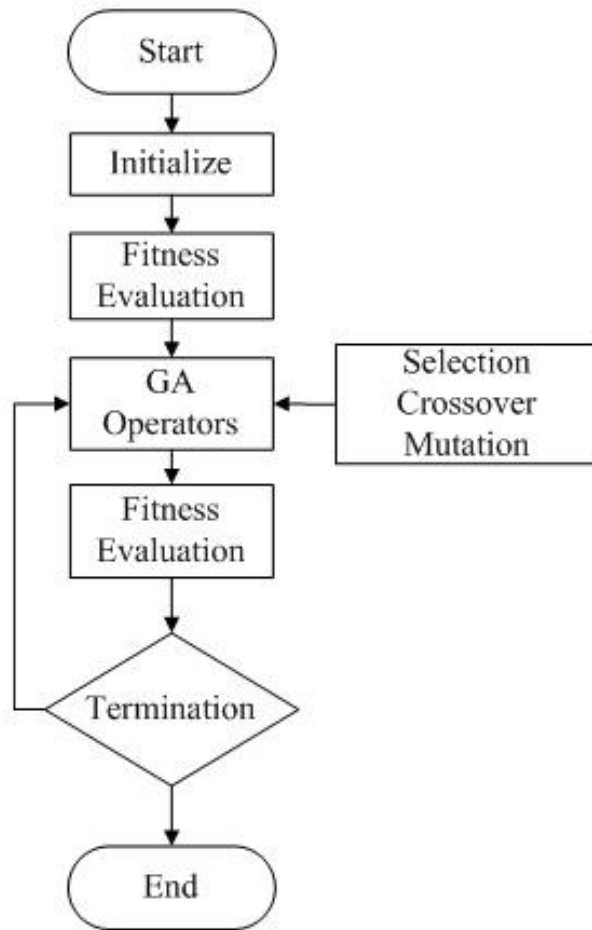 Start
Initialize
Fitness
Evaluation
GA
Operators
Selection
Crossover
Mutation
Fitness
Evaluation
Termination
End